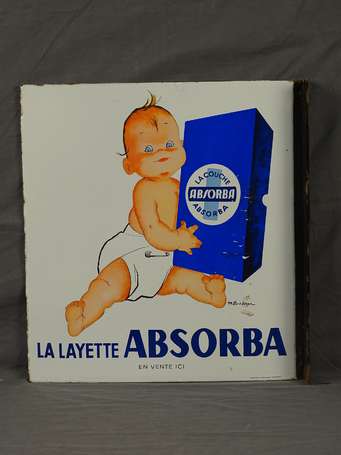 LA COUCHE
ABSORBA
ABSORBA
LA LAYETTE ABSORBA
EN VENTE ICI